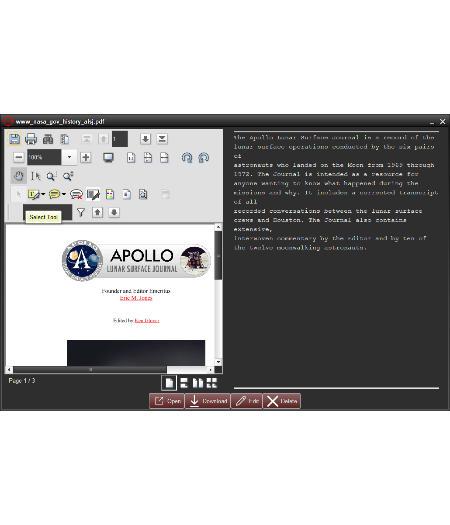 www_nasa_gov_history_alsj.pdf
1
100%
Select Tool
APOLLO
LUNAR SURFACE JOURNAL
Founder and Editor Emeritus
Eric M. Jones
Edited by Ken Glover
Page 1 / 3
The Apollo Lunar Surface Journal is a record of the
lunar surface operations conducted by the six pairs
of
astronauts who landed on the Moon from 1969 through
1972. The Journal is intended as a resource for
anyone wanting to know what happened during the
missions and why. It includes a corrected transcript
of all
recorded conversations between the lunar surface
crews and Houston. The Journal also contains
extensive,
interwoven commentary by the editor and by ten of
the twelve moonwalking astronauts.
Open
Download
Edit
Delete